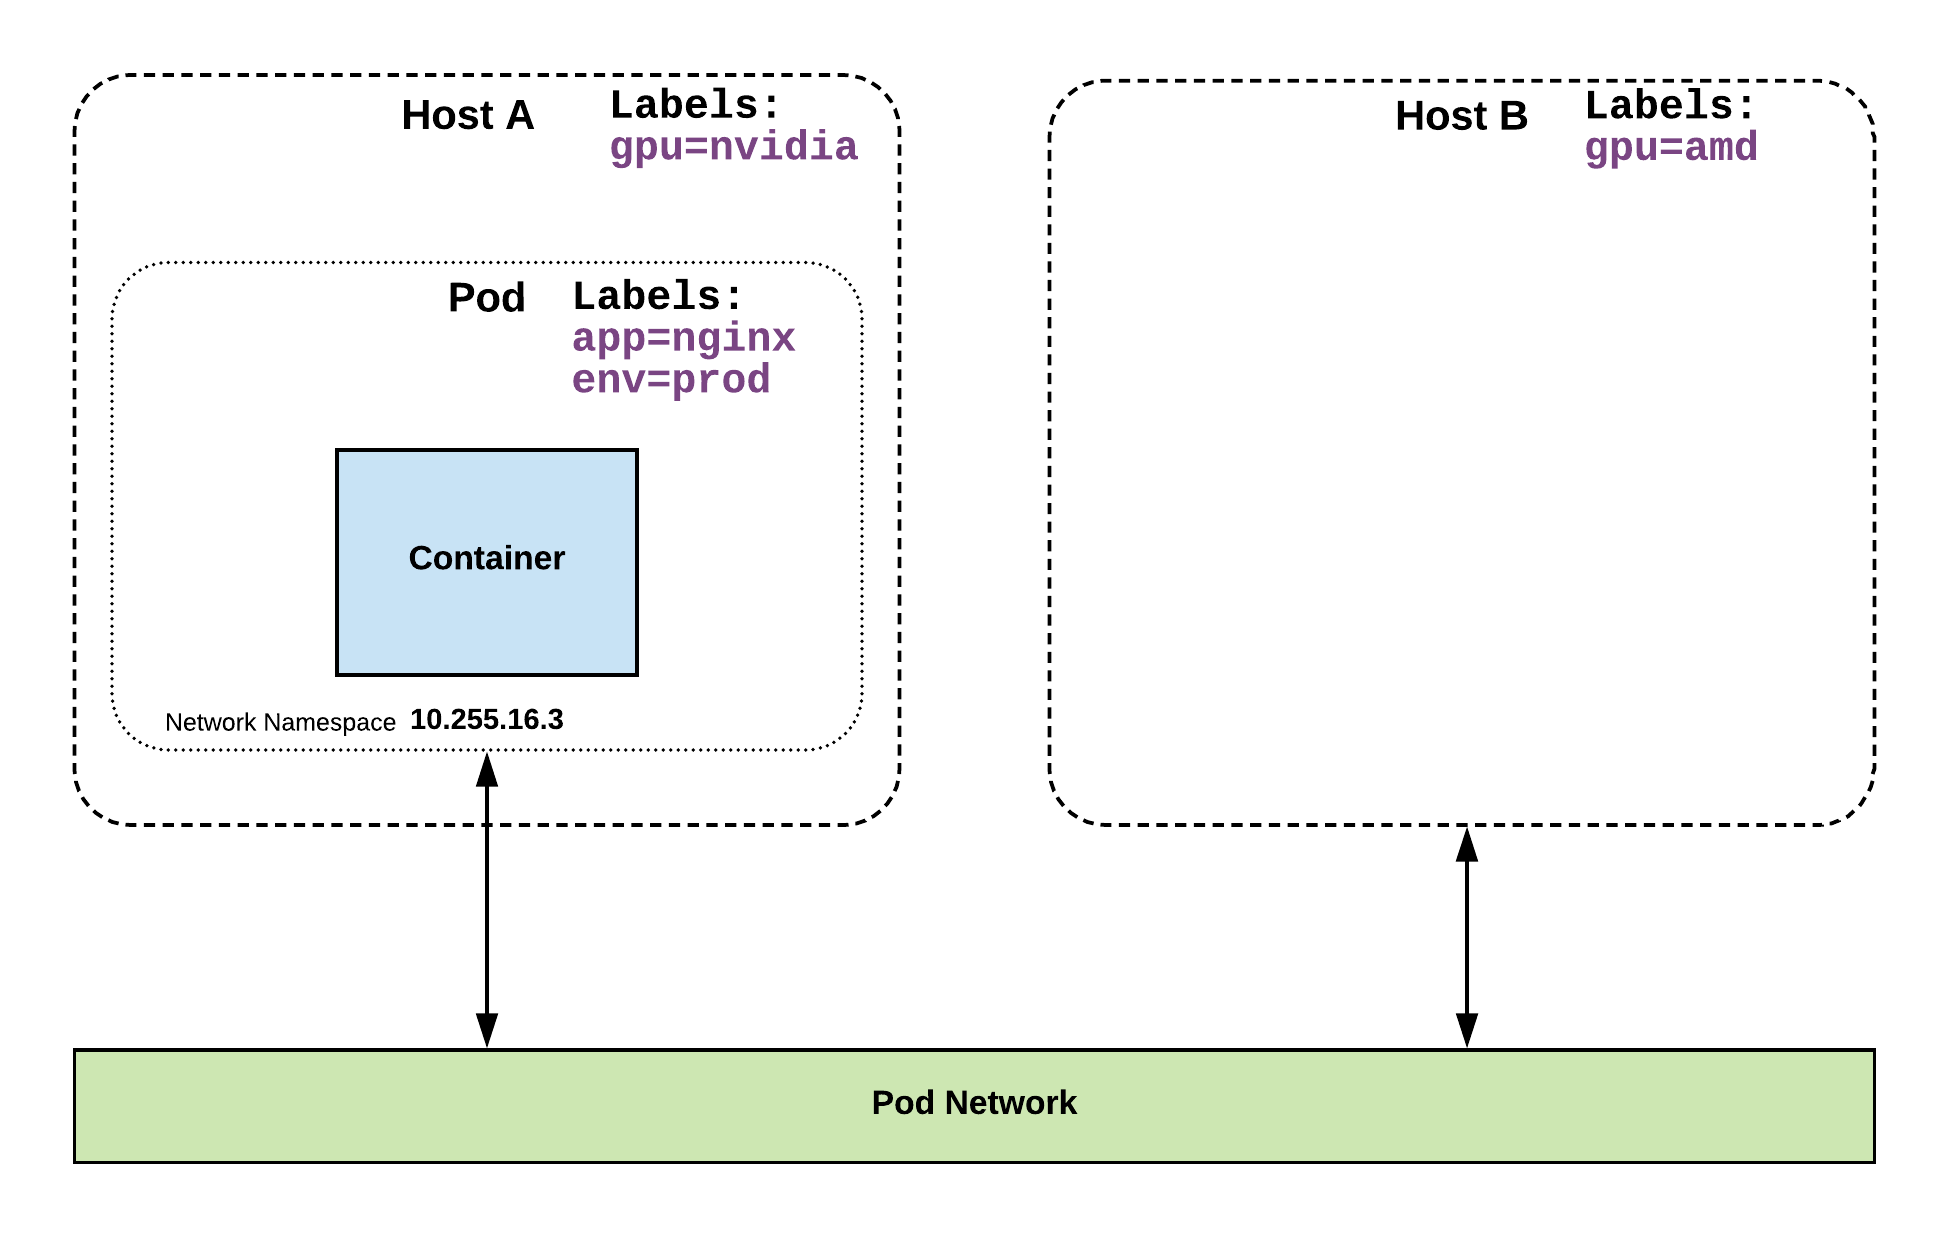 Host A
Labels:
gpu=nvidia
Host B
Labels:
gpu=amd
Pod
Labels:
app=nginx
env=prod
Container
Network Namespace 10.255.16.3
Pod Network